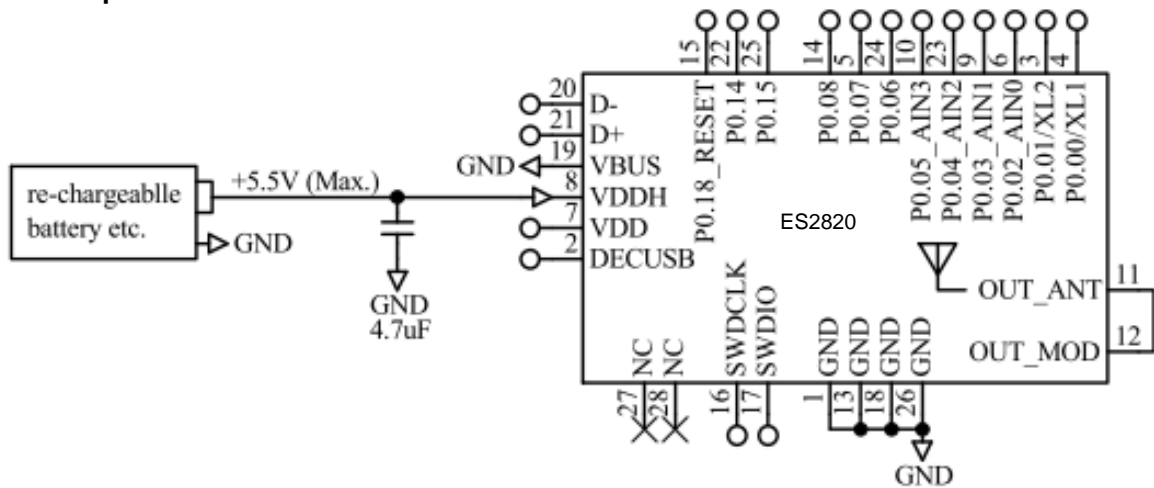 15
22
25
14
5
24
10
23
9
6
3
4
P0.18_RESET
P0.14
P0.15
P0.08
P0.07
P0.06
P0.05_AIN3
P0.04_AIN2
P0.03_AIN1
P0.02_AIN0
P0.01/XL2
P0.00/XL1
20 D-
21 D+
GND 19 VBUS
8 VDDH
7 VDD
2 DECUSB
re-chargeablle
battery etc.
+5.5V (Max.)
GND
GND
4.7uF
ES2820
OUT_ANT 11
OUT_MOD 12
NC
NC
SWDCLK
SWDIO
GND
GND
GND
GND
27
28
16
17
1
13
18
26
GND